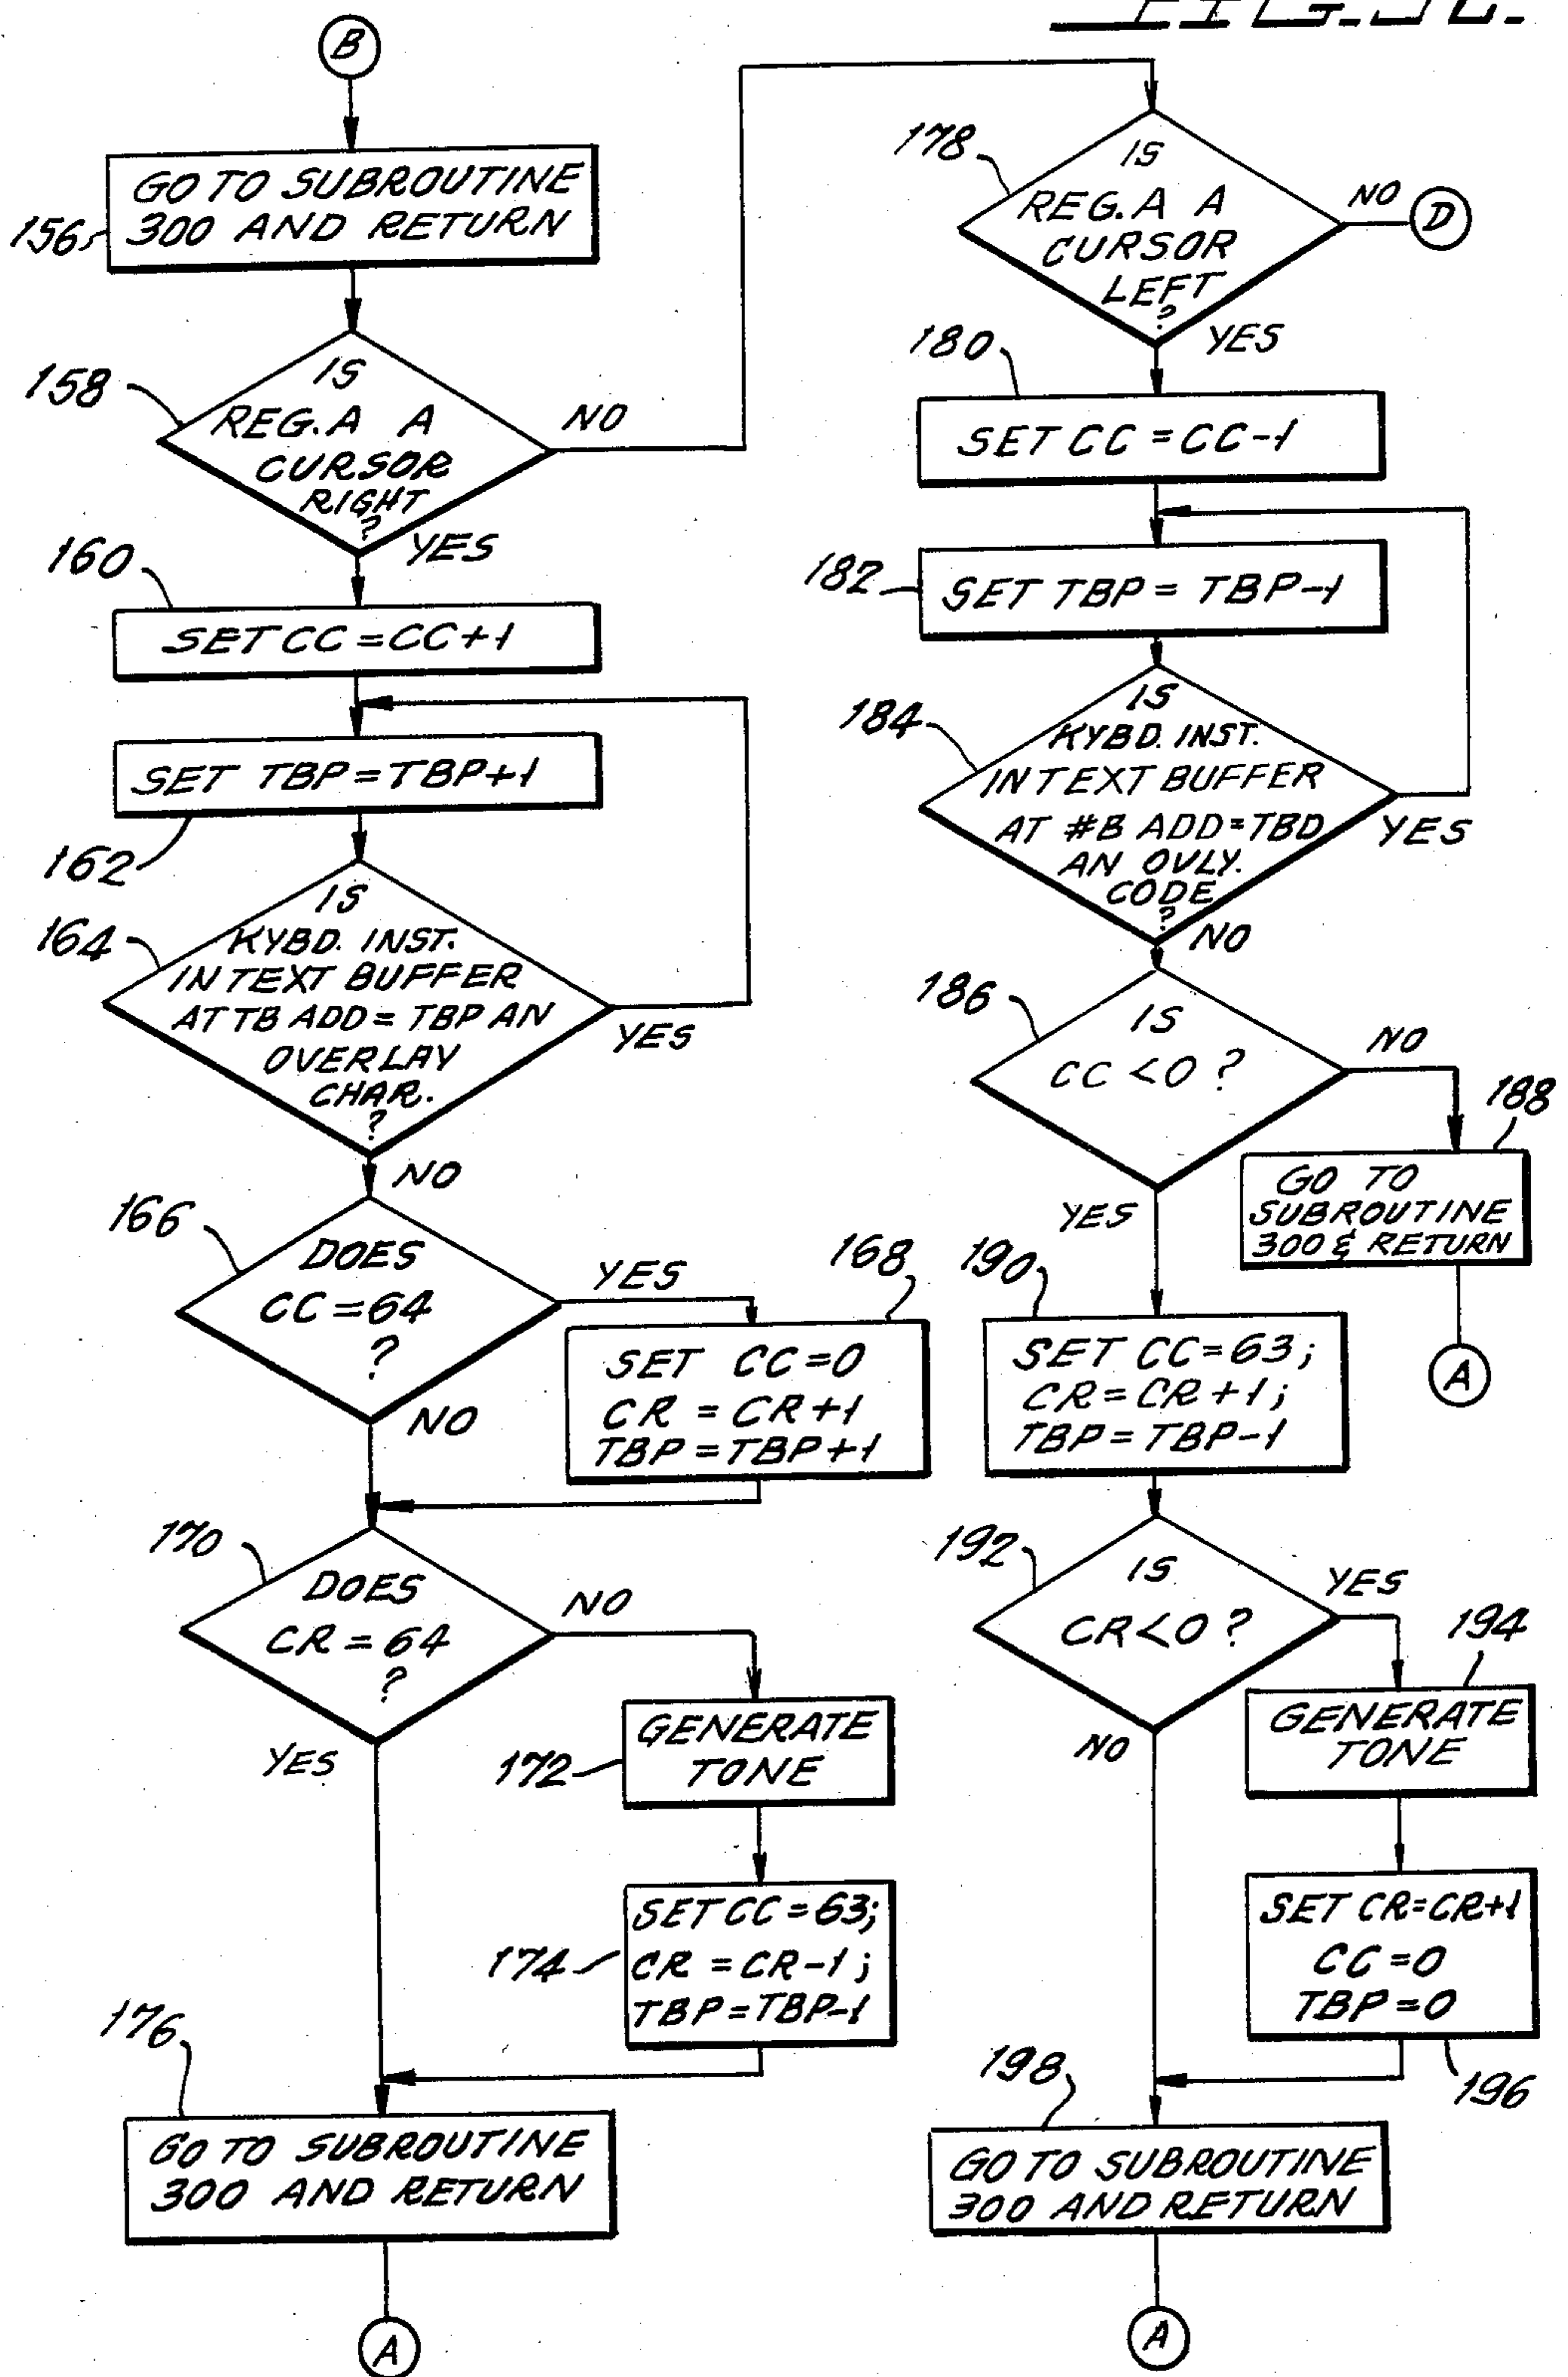 B
GO TO SUBROUTINE
300 AND RETURN
156
158
IS
REG. A A
CURSOR
RIGHT
?
NO
YES
160
SET CC = CC+1
SET TBP = TBP+1
162
164
IS
KYBD. INST.
IN TEXT BUFFER
AT TB ADD = TBP AN
OVERLAY
CHAR.
?
YES
NO
166
DOES
CC = 64
?
YES
NO
168
SET CC = 0
CR = CR+1
TBP = TBP+1
170
DOES
CR = 64
?
NO
YES
172
GENERATE
TONE
174
SET CC = 63;
CR = CR-1;
TBP = TBP-1
176
GO TO SUBROUTINE
300 AND RETURN
A
178
IS
REG. A A
CURSOR
LEFT
?
NO
D
YES
180
SET CC = CC-1
182
SET TBP = TBP-1
184
IS
KYBD. INST.
IN TEXT BUFFER
AT #B ADD = TBD
AN OVLY.
CODE
?
YES
NO
186
IS
CC < 0 ?
NO
188
GO TO
SUBROUTINE
300 & RETURN
A
YES
190
SET CC = 63;
CR = CR+1;
TBP = TBP-1
192
IS
CR < 0 ?
YES
194
GENERATE
TONE
NO
SET CR = CR+1
CC = 0
TBP = 0
196
198
GO TO SUBROUTINE
300 AND RETURN
A